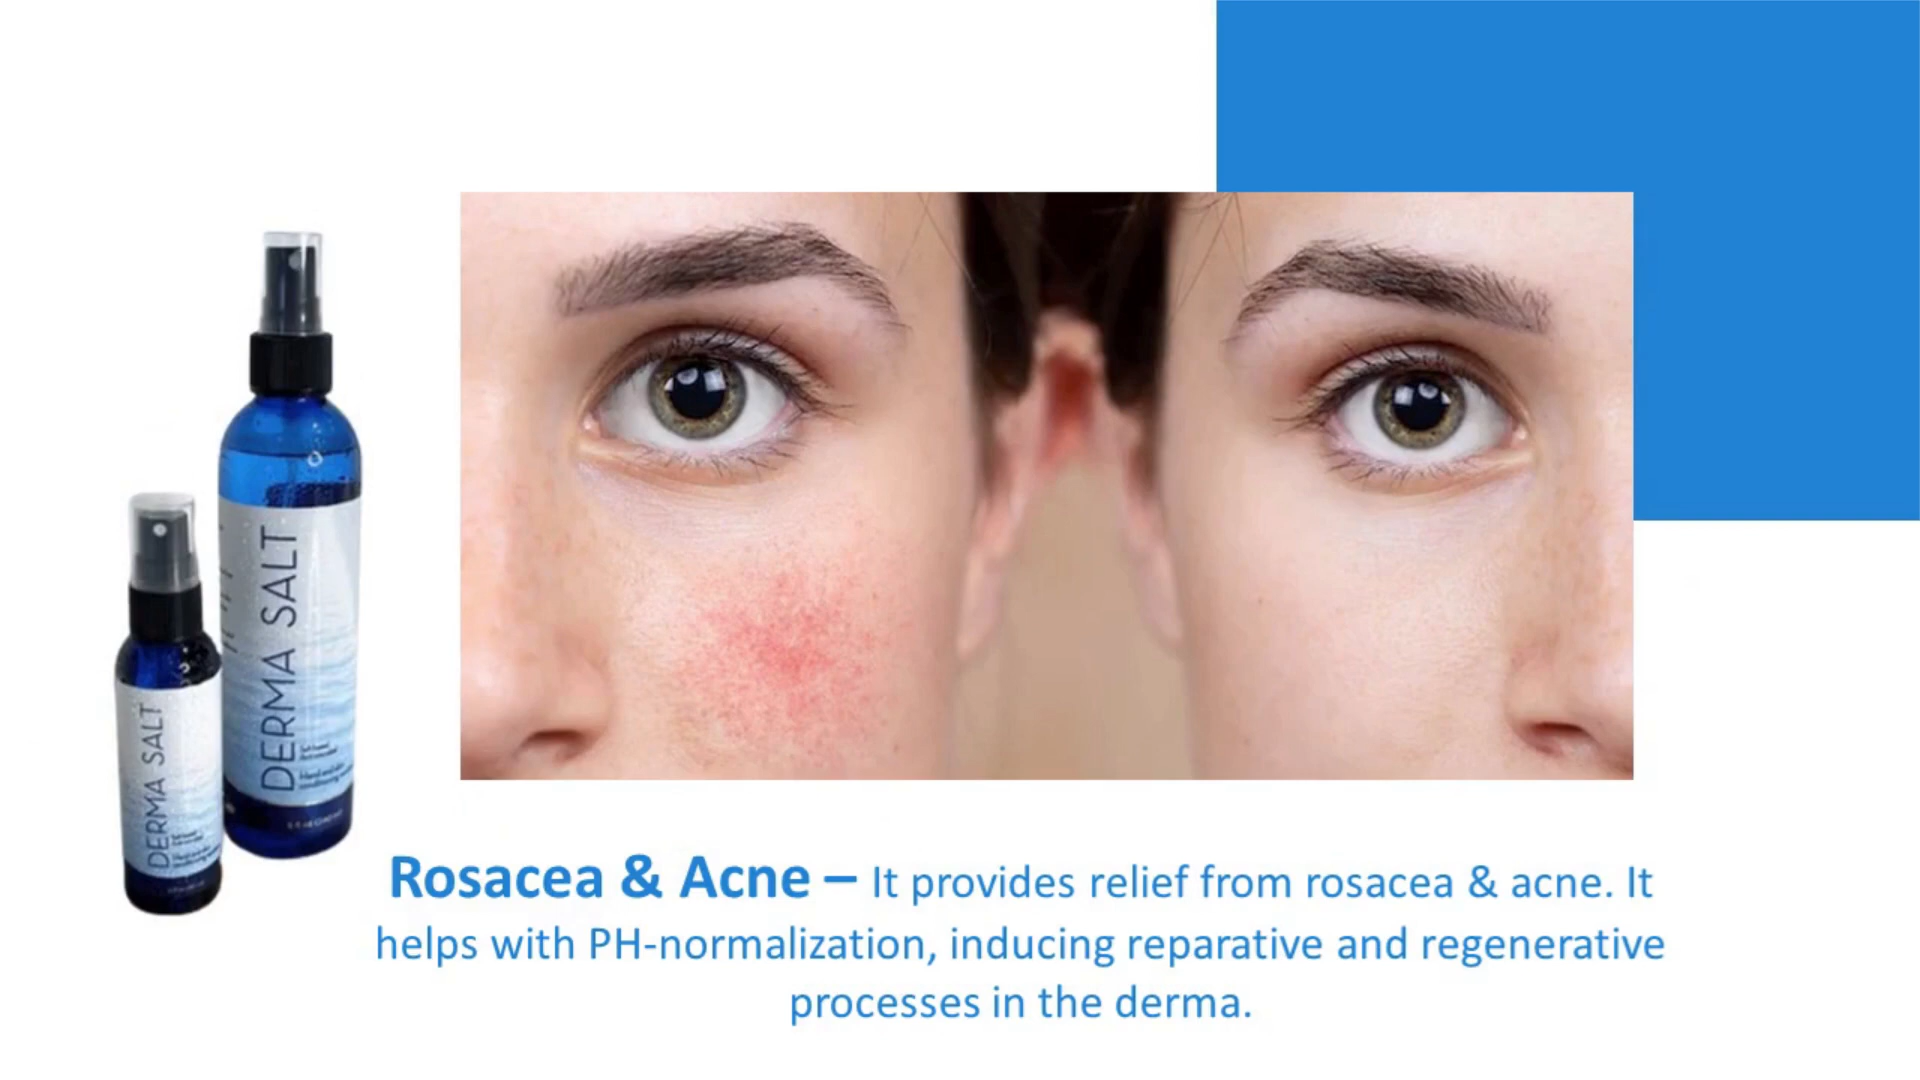 DERMA SALT
DERMA SALT
Rosacea & Acne – It provides relief from rosacea & acne. It
helps with PH-normalization, inducing reparative and regenerative
processes in the derma.